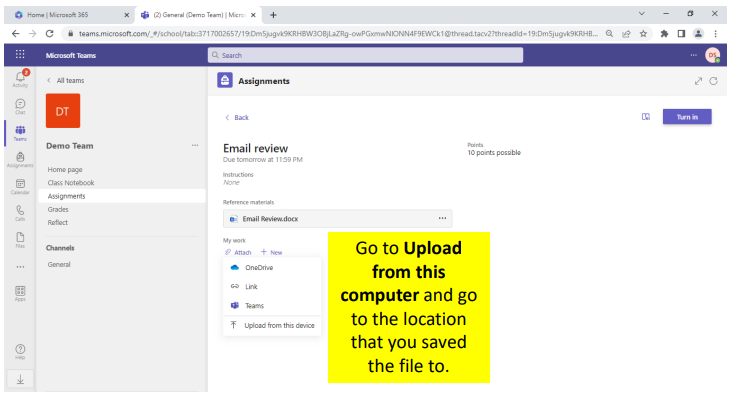 Home | Microsoft 365
(2) General (Demo Team) | Micros
teams.microsoft.com/_#/school/tab::3717002657/19:Dm5jugvk9KRHBW3OBjLaZRg-owPGxmwNIONN4F9EWCk1@thread.tacv2?threadId=19:Dm5jugvk9KRHB...
Microsoft Teams
Search
DS
2
Activity
Chat
Teams
Assignments
Calendar
Calls
Files
Apps
Help
All teams
DT
Demo Team
Home page
Class Notebook
Assignments
Grades
Reflect
Channels
General
Assignments
Back
Turn in
Email review
Due tomorrow at 11:59 PM
Points
10 points possible
Instructions
None
Reference materials
Email Review.docx
My work
Attach + New
OneDrive
Link
Teams
Upload from this device
Go to Upload
from this
computer and go
to the location
that you saved
the file to.